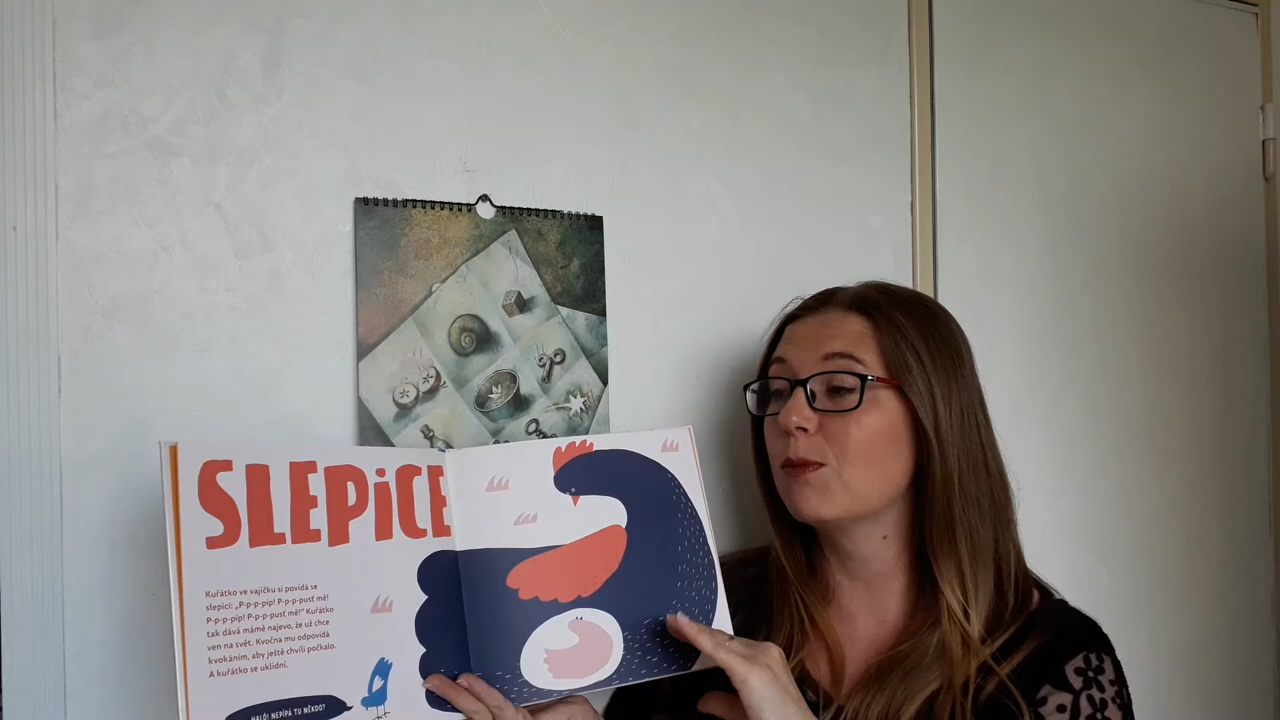 SLEPiCE
Kuřátko ve vajíčku si povídá se
slepicí: „P-p-p-píp! P-p-p-pusť mě!
P-p-p-píp! P-p-p-pusť mě!“ Kuřátko
tak dává mámě najevo, že už chce
ven na svět. Kvočna mu odpovídá
kvokáním, aby ještě chvíli počkalo.
A kuřátko se uklidní.
HALÓ! NEPÍPÁ TU NĚKDO?